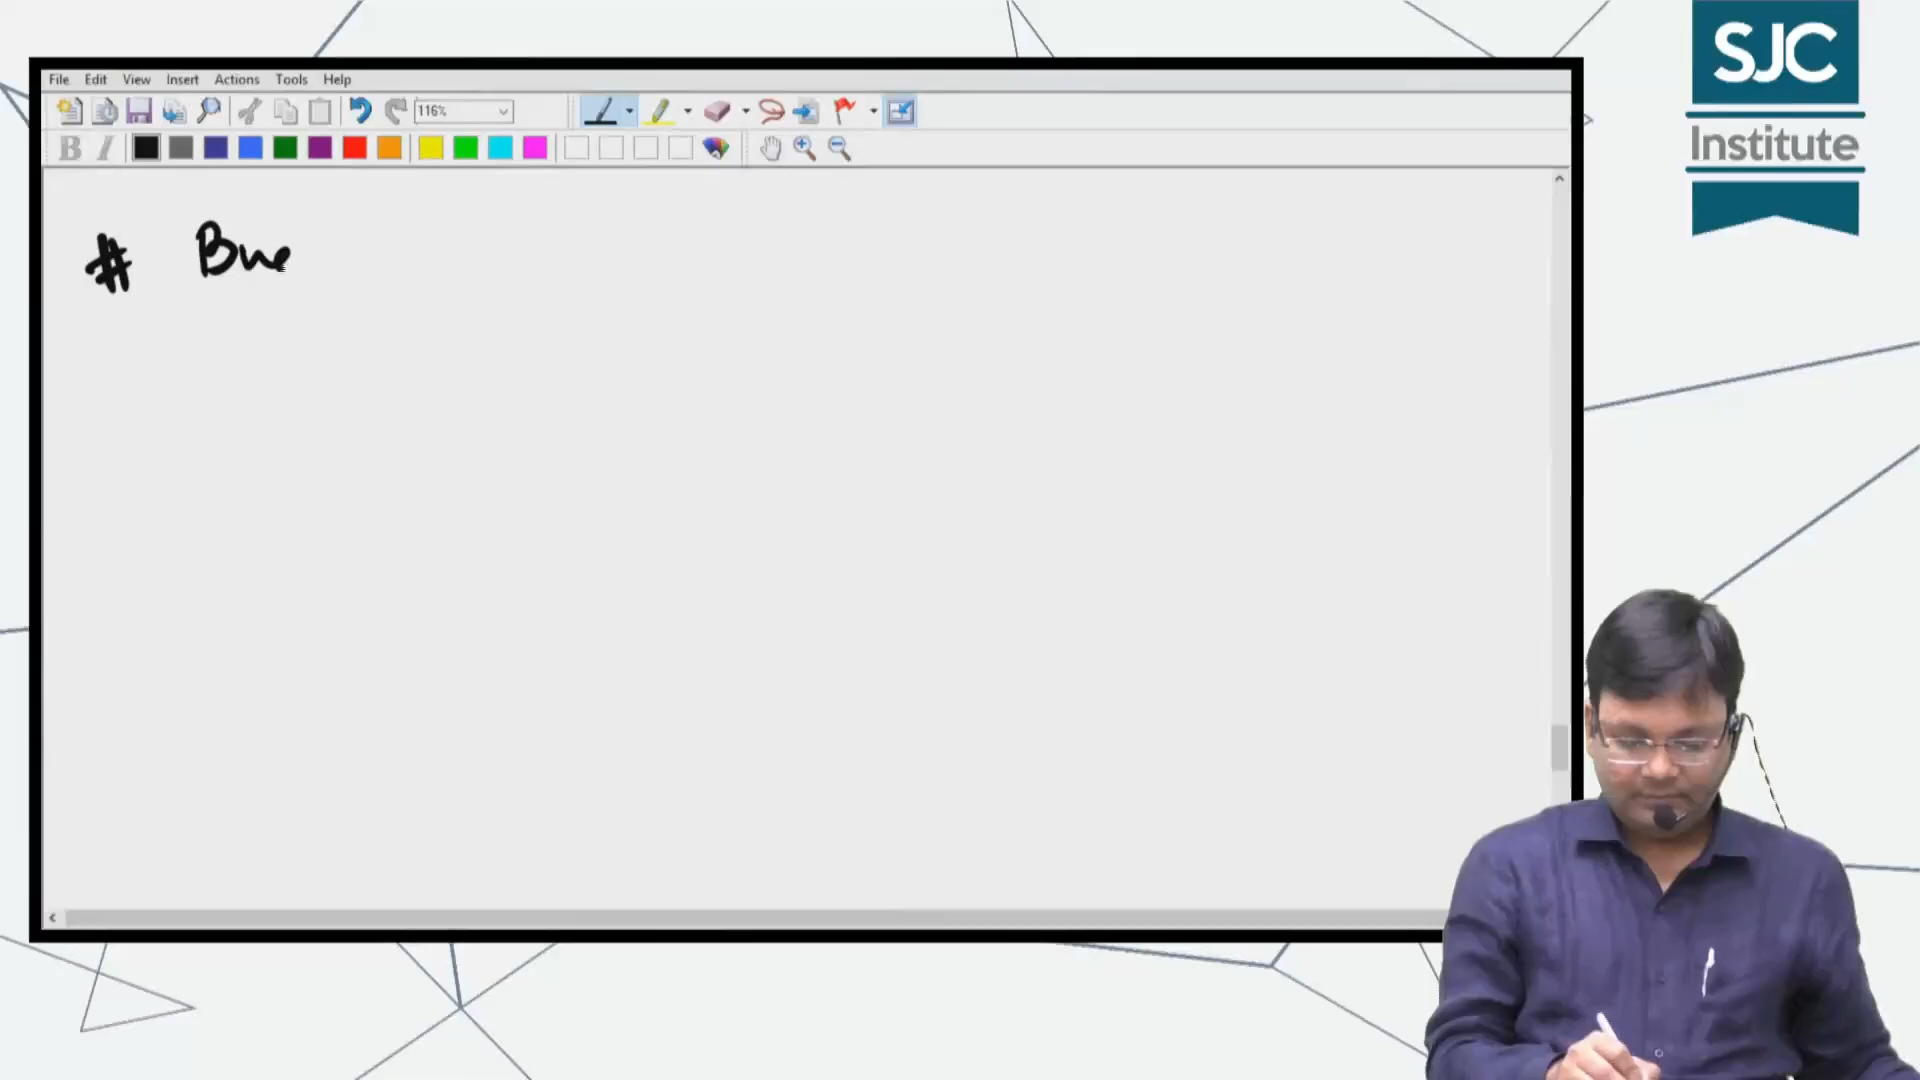 SJC
Institute
File Edit View Insert Actions Tools Help
116%
B I
# Bue